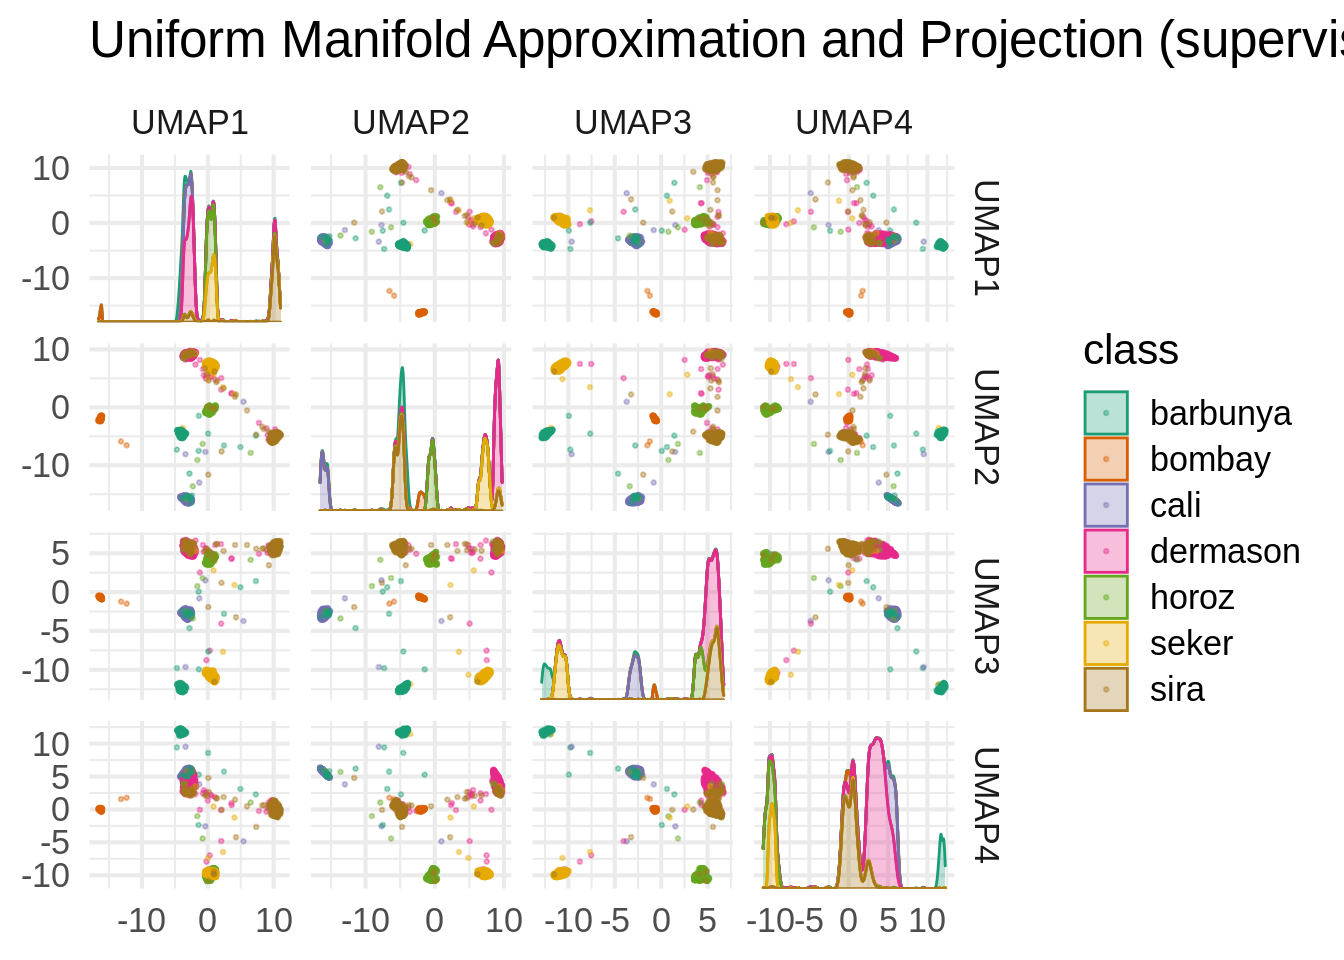 Uniform Manifold Approximation and Projection (supervis
UMAP1 UMAP2 UMAP3 UMAP4
10
0
-10
UMAP1
10
0
-10
UMAP2
5
0
-5
-10
UMAP3
10
5
0
-5
-10
UMAP4
-10 0 10 -10 0 10 -10 -5 0 5 -10 -5 0 5 10
class
barbunya
bombay
cali
dermason
horoz
seker
sira